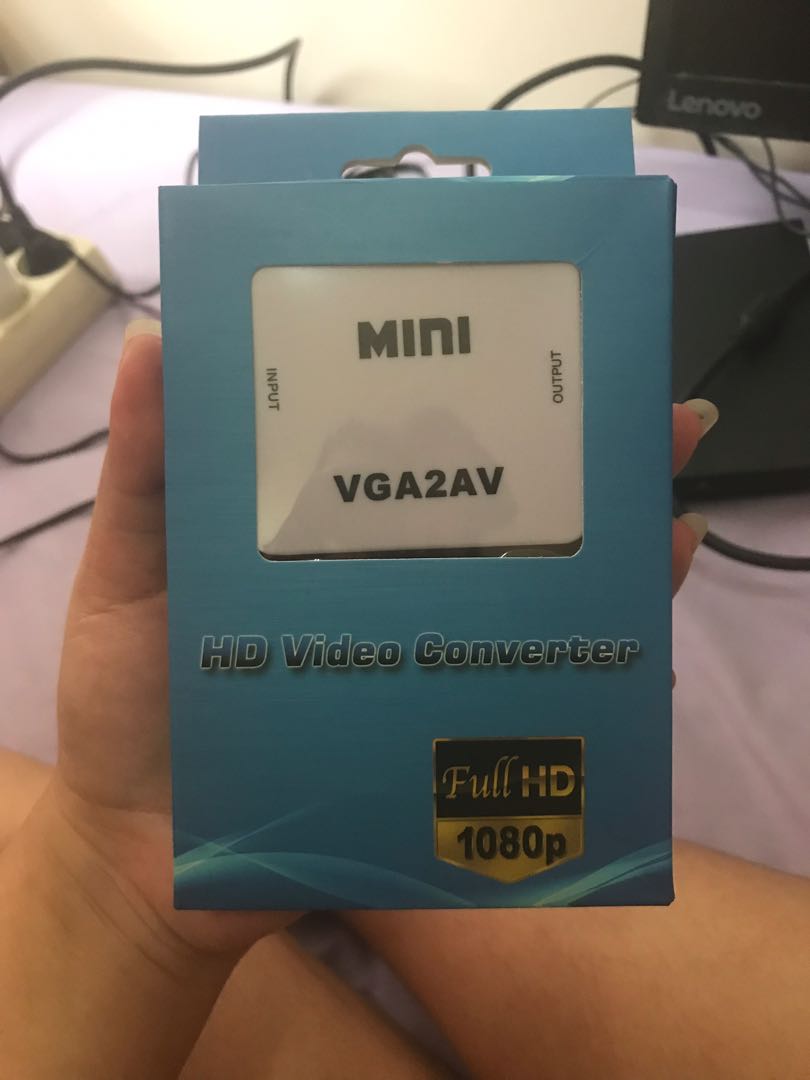 Lenovo
MINI
INPUT
OUTPUT
VGA2AV
HD Video Converter
Full HD
1080p